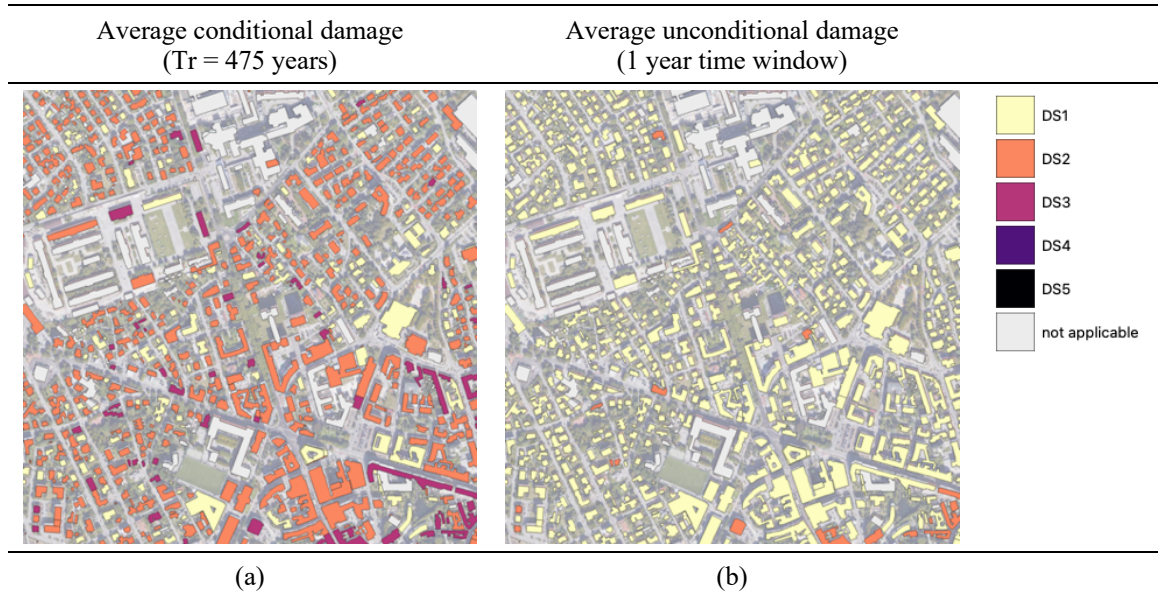 Average conditional damage
(Tr = 475 years)
Average unconditional damage
(1 year time window)
DS1
DS2
DS3
DS4
DS5
not applicable
(a)
(b)